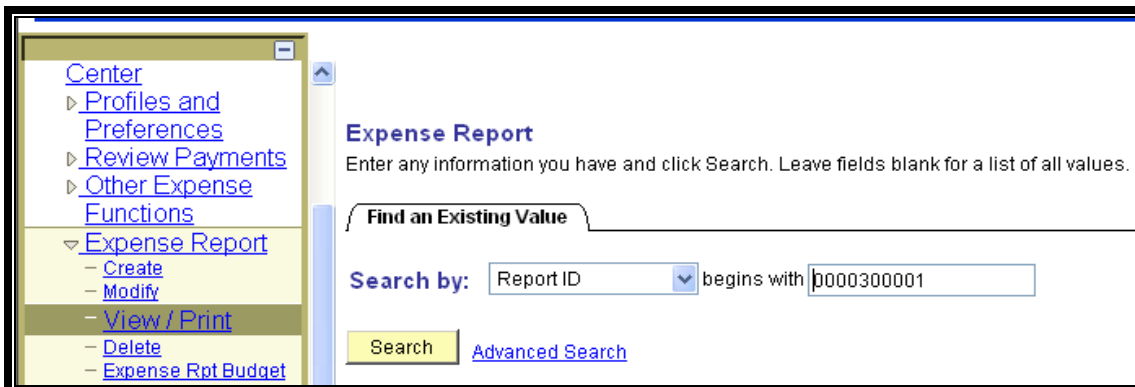 Center
Profiles and
Preferences
Review Payments
Other Expense
Functions
Expense Report
– Create
– Modify
– View / Print
– Delete
– Expense Rpt Budget
Expense Report
Enter any information you have and click Search. Leave fields blank for a list of all values.
Find an Existing Value
Search by: Report ID begins with 0000300001
Search Advanced Search